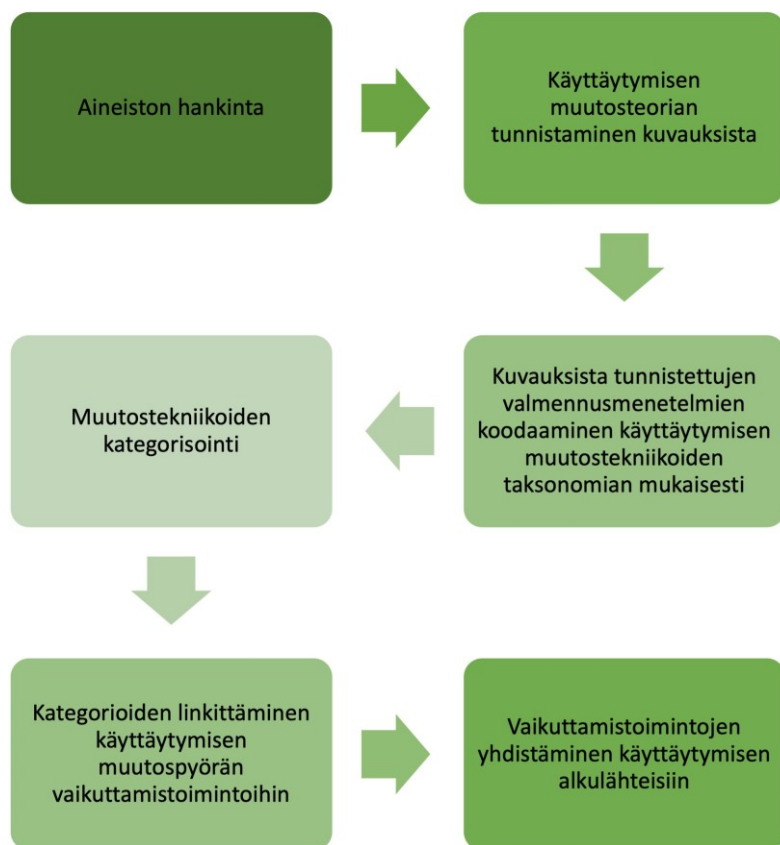 Aineiston hankinta
Käyttäytymisen
muutosteorian
tunnistaminen kuvauksista
Kuvauksista tunnistettujen
valmennusmenetelmien
koodaaminen käyttäytymisen
muutostekniikoiden
taksonomian mukaisesti
Muutostekniikoiden
kategorisointi
Kategorioiden linkittäminen
käyttäytymisen
muutospyörän
vaikuttamistoimintoihin
Vaikuttamistoimintojen
yhdistäminen käyttäytymisen
alkulähteisiin